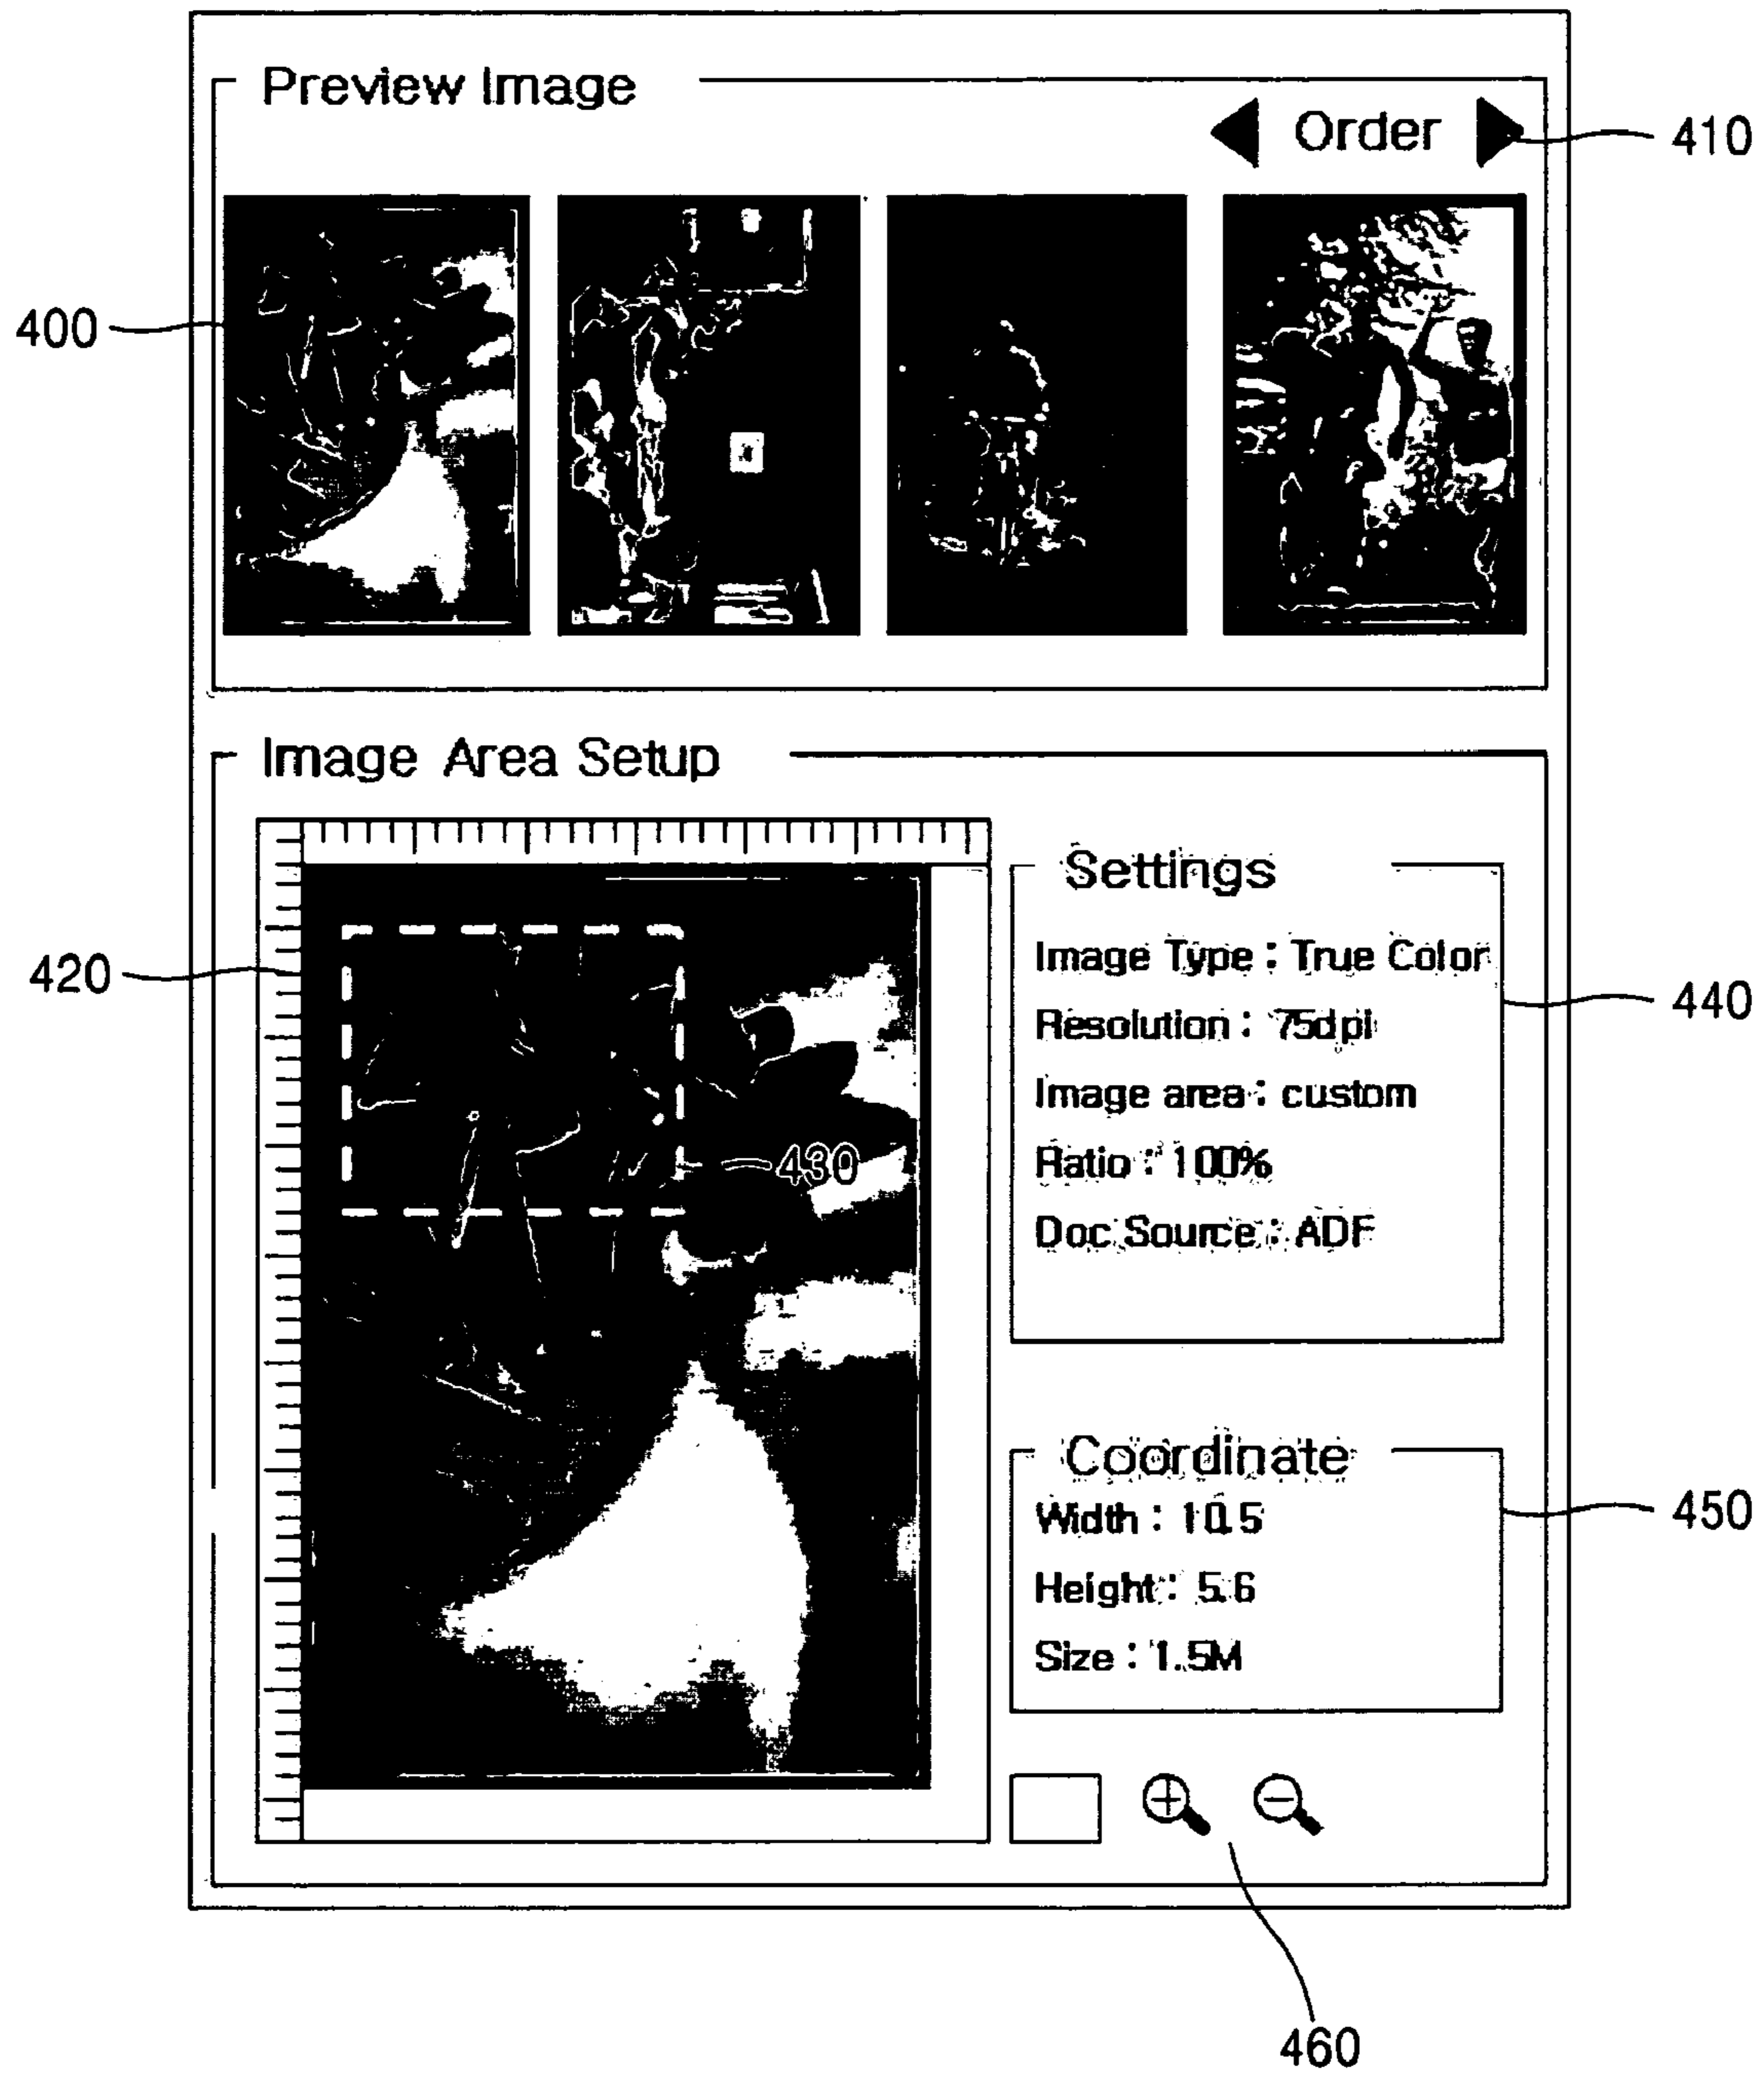 Preview Image
Order
410
400
Image Area Setup
420
430
Settings
Image Type : True Color
Resolution : 75dpi
Image area : custom
Ratio : 100%
Doc Source : ADF
440
Coordinate
Width : 10.5
Height : 5.6
Size : 1.5M
450
460